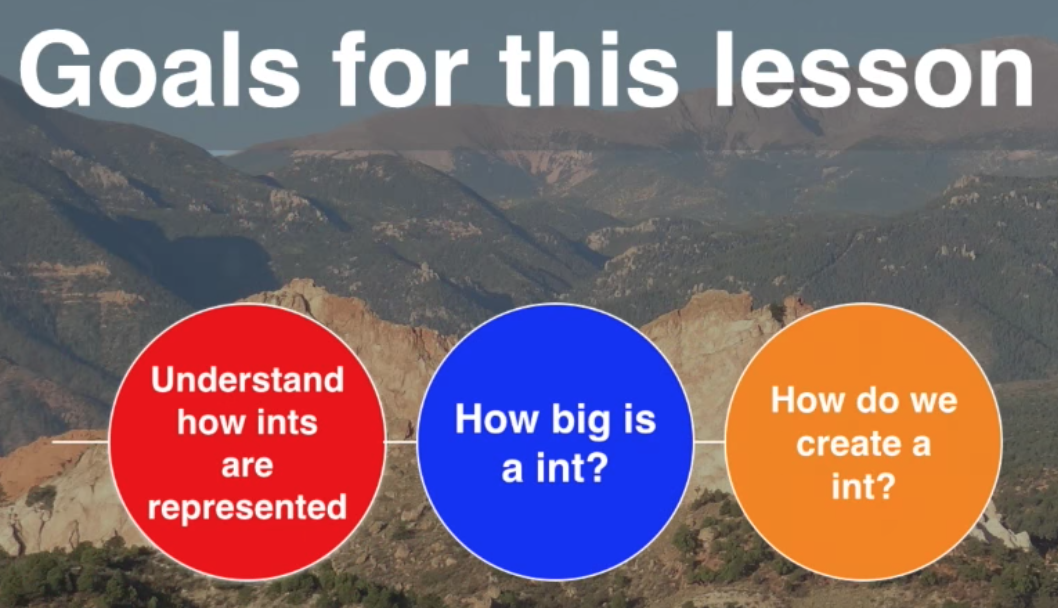 Goals for this lesson
Understand
how ints
are
represented
How big is
a int?
How do we
create a
int?